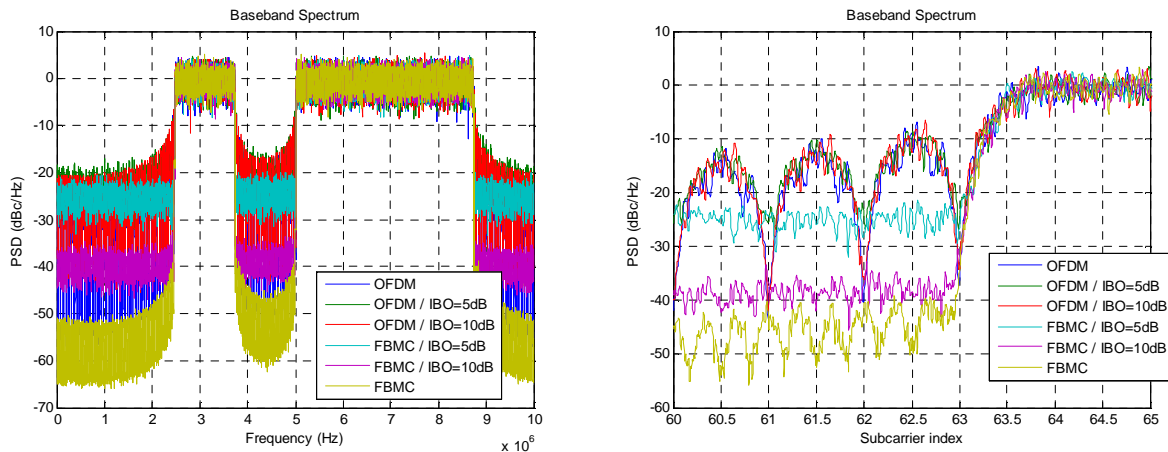 Baseband Spectrum
10
0
-10
-20
-30
-40
-50
-60
-70
PSD (dBc/Hz)
0 1 2 3 4 5 6 7 8 9 10
Frequency (Hz)
x 10^6
OFDM
OFDM / IBO=5dB
OFDM / IBO=10dB
FBMC / IBO=5dB
FBMC / IBO=10dB
FBMC
Baseband Spectrum
10
0
-10
-20
-30
-40
-50
-60
PSD (dBc/Hz)
60 60.5 61 61.5 62 62.5 63 63.5 64 64.5 65
Subcarrier index
OFDM
OFDM / IBO=5dB
OFDM / IBO=10dB
FBMC / IBO=5dB
FBMC / IBO=10dB
FBMC